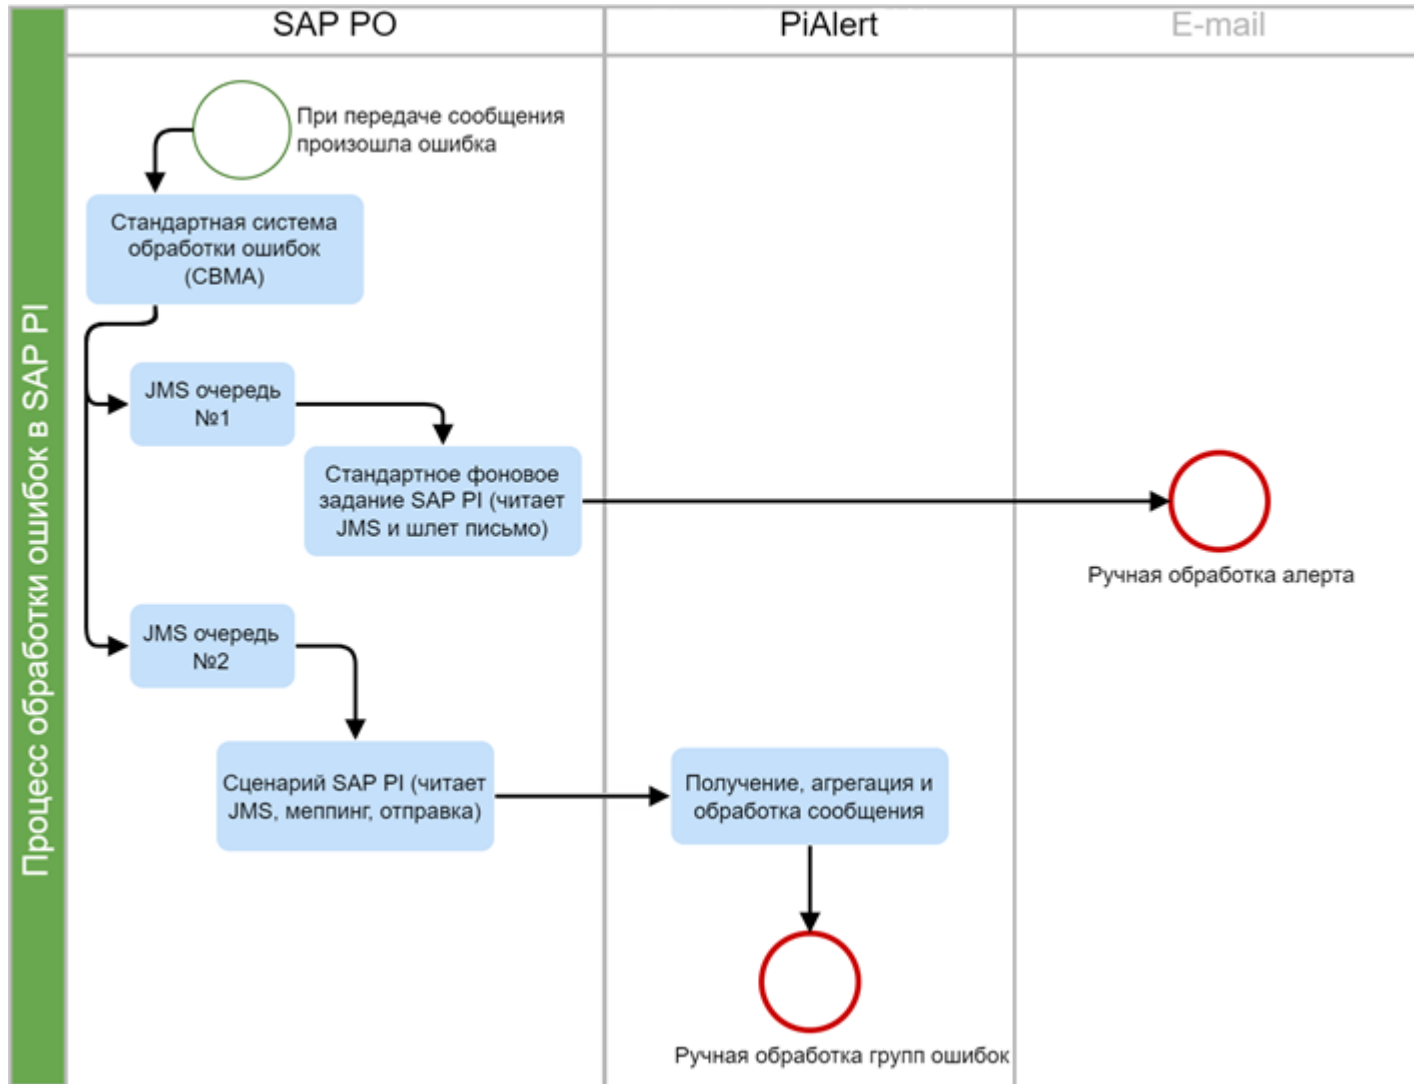 SAP PO
PiAlert
E-mail
Процесс обработки ошибок в SAP PI
При передаче сообщения
произошла ошибка
Стандартная система
обработки ошибок
(CBMA)
JMS очередь
№1
Стандартное фоновое
задание SAP PI (читает
JMS и шлет письмо)
Ручная обработка алерта
JMS очередь
№2
Сценарий SAP PI (читает
JMS, меппинг, отправка)
Получение, агрегация и
обработка сообщения
Ручная обработка групп ошибок